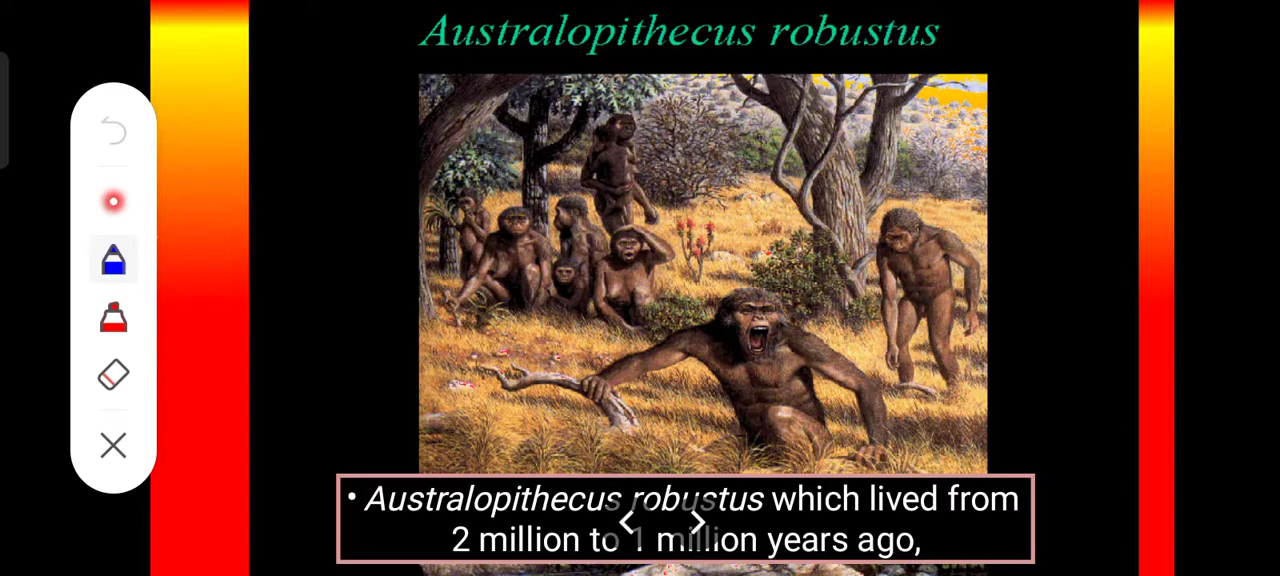 Australopithecus robustus
• Australopithecus robustus which lived from
2 million to 1 million years ago,